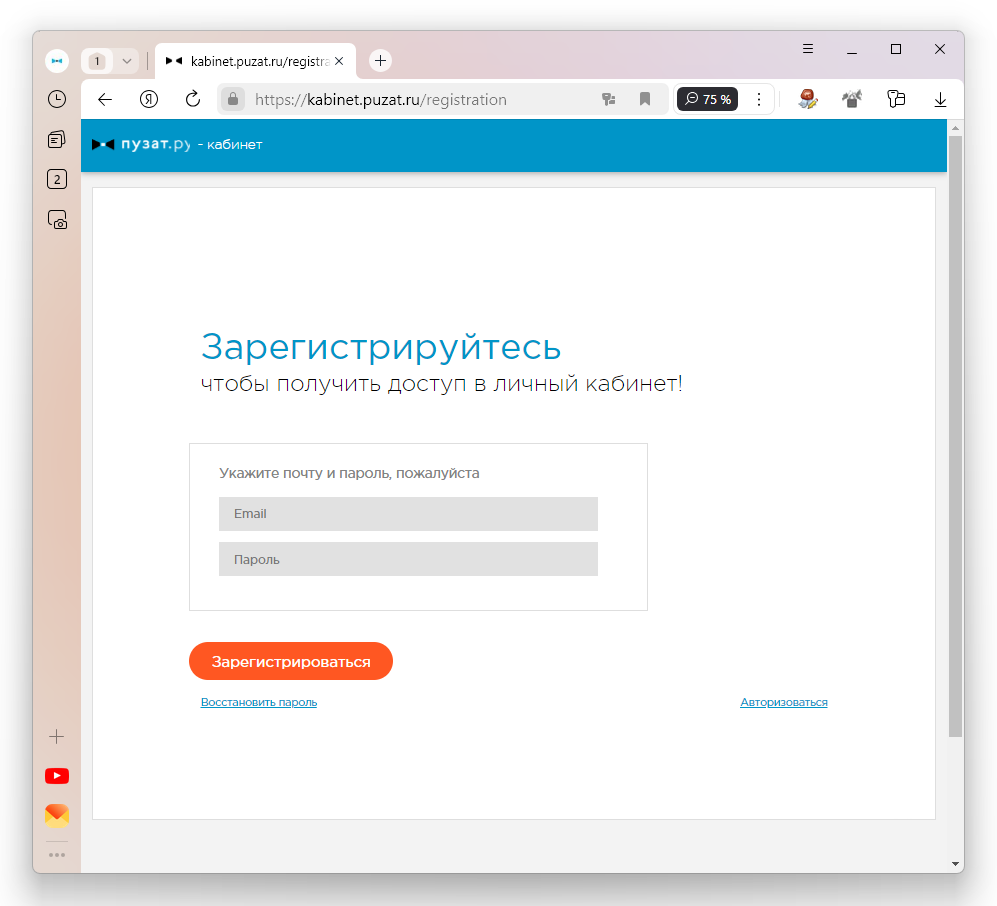 1
kabinet.puzat.ru/registra
https://kabinet.puzat.ru/registration
75 %
2
пузат.ру - кабинет
Зарегистрируйтесь
чтобы получить доступ в личный кабинет!
Укажите почту и пароль, пожалуйста
Email
Пароль
Зарегистрироваться
Восстановить пароль
Авторизоваться